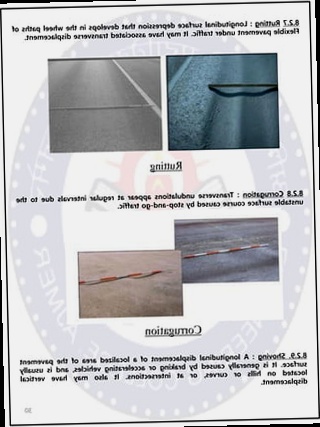 8.2.7 Rutting : Longitudinal surface depression that develops in the wheel path of
Flexible pavement under traffic. It may have associated transverse displacement.
Rutting
8.2.8 Corrugation : Transverse undulations appear at regular intervals due to the
unstable surface course caused by stop-and-go traffic.
Corrugation
8.2.9. Shoving : A longitudinal displacement of a localized area of the pavement
surface. It is generally caused by braking or accelerating vehicles, and is usually
located on hills or curves, or at intersections. It also may have vertical
displacement.